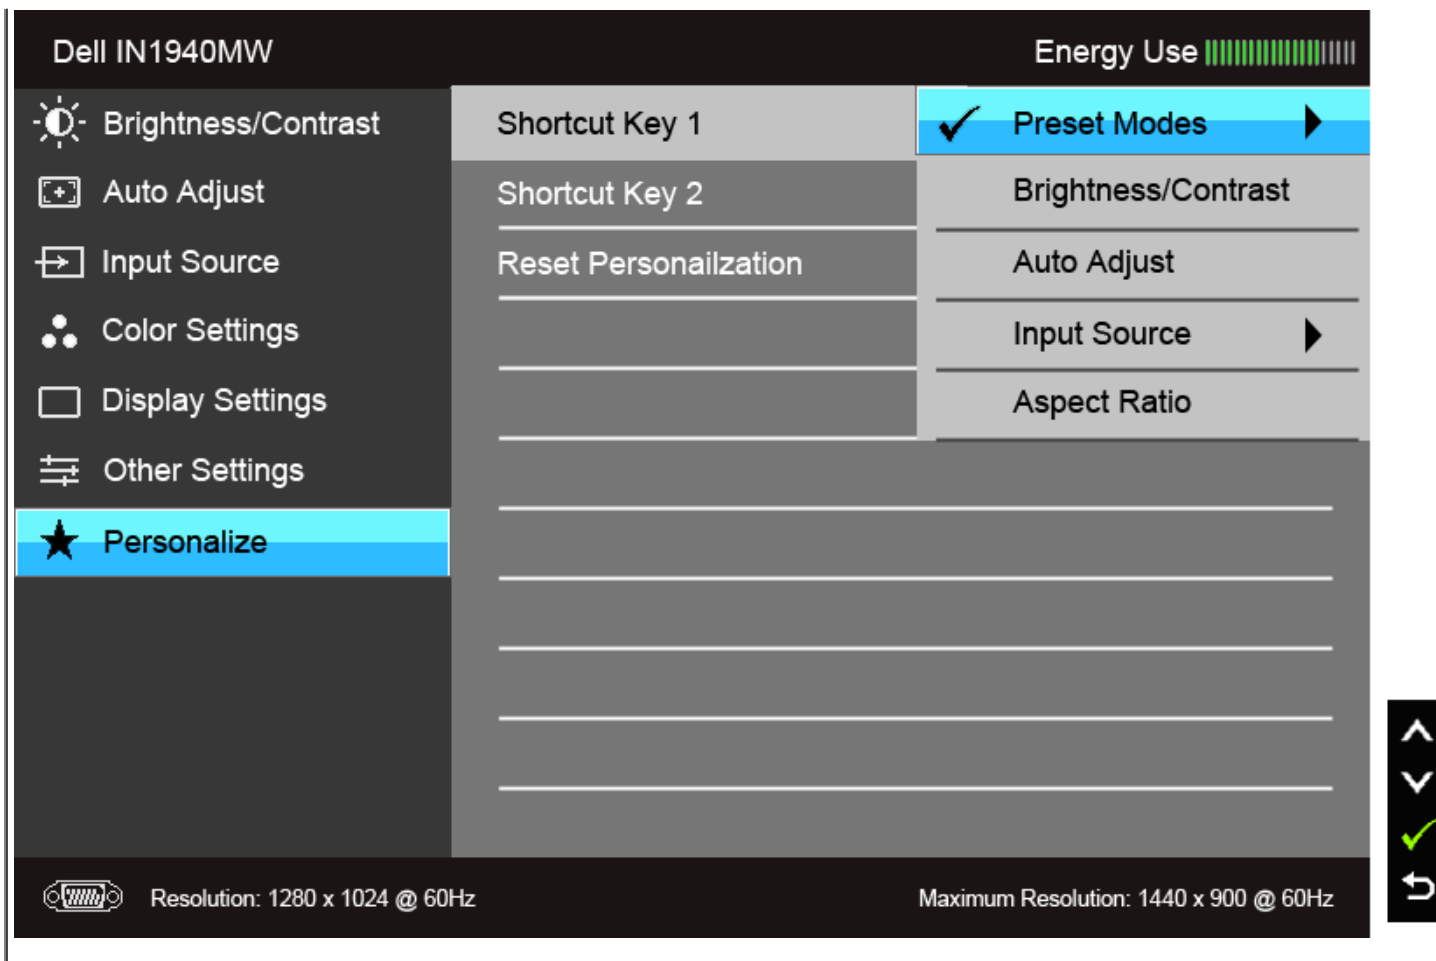 Dell IN1940MW
Energy Use
Brightness/Contrast
Auto Adjust
Input Source
Color Settings
Display Settings
Other Settings
Personalize
Shortcut Key 1
Shortcut Key 2
Reset Personailzation
Preset Modes
Brightness/Contrast
Auto Adjust
Input Source
Aspect Ratio
Resolution: 1280 x 1024 @ 60Hz
Maximum Resolution: 1440 x 900 @ 60Hz